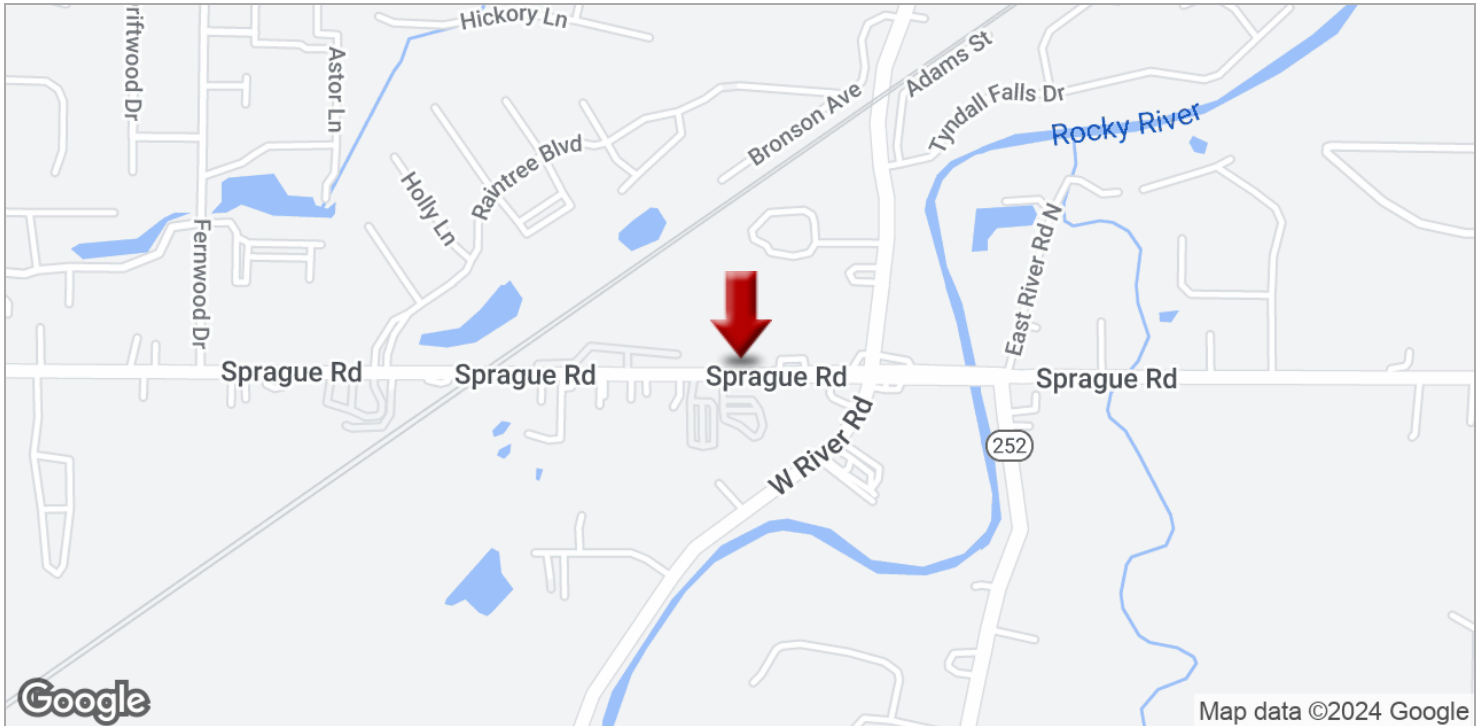 Hickory Ln
riftwood Dr
Astor Ln
Adams St
Bronson Ave
Tyndall Falls Dr
Rocky River
Raintree Blvd
Holly Ln
Fernwood Dr
East River Rd N
Sprague Rd
Sprague Rd
Sprague Rd
Sprague Rd
W River Rd
252
Google
Map data ©2024 Google